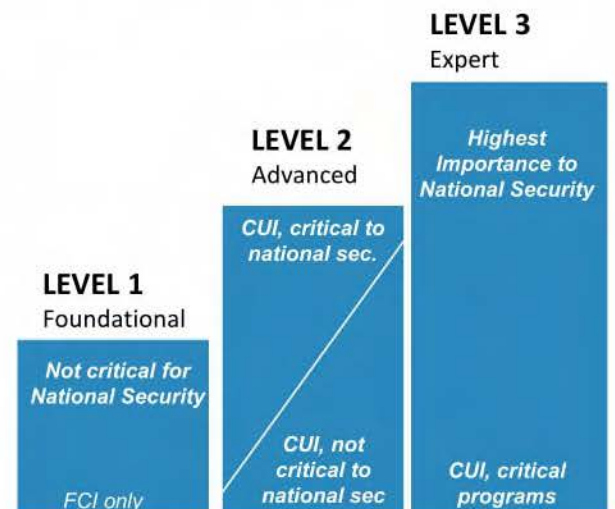 LEVEL 1
Foundational
Not critical for
National Security
FCI only
LEVEL 2
Advanced
CUI, critical to
national sec.
CUI, not
critical to
national sec
LEVEL 3
Expert
Highest
Importance to
National Security
CUI, critical
programs